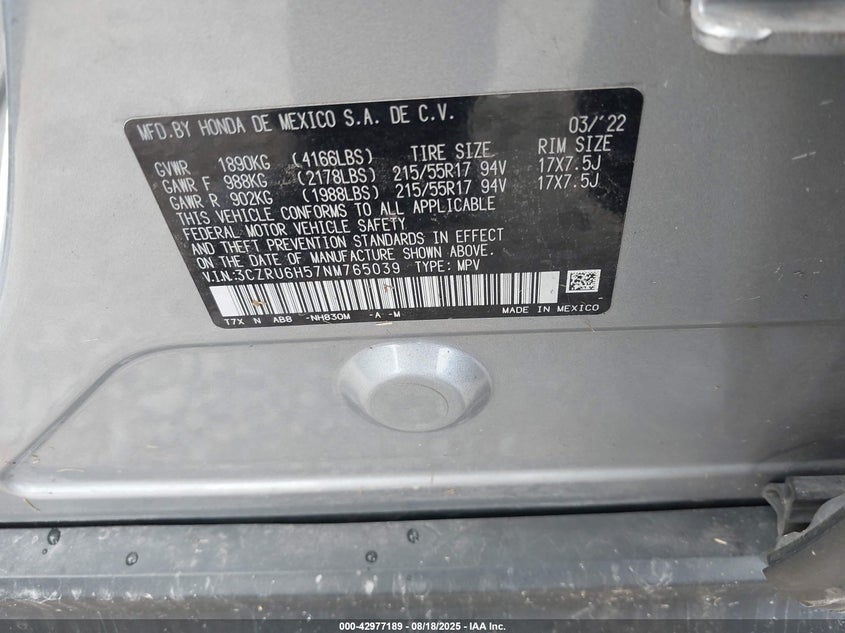 MFD.BY HONDA DE MEXICO S.A. DE C.V. 03/'22
GVWR 1890KG (4166LBS) TIRE SIZE RIM SIZE
GAWR F 988KG (2178LBS) 215/55R17 94V 17X7.5J
GAWR R 902KG (1988LBS) 215/55R17 94V 17X7.5J
THIS VEHICLE CONFORMS TO ALL APPLICABLE
FEDERAL MOTOR VEHICLE SAFETY
AND THEFT PREVENTION STANDARDS IN EFFECT
ON THE DATE OF MANUFACTURE SHOWN ABOVE.
V.I.N:3CZRU6H57NM765039 TYPE: MPV
T7X N AB8 -NH830M -A -M MADE IN MEXICO
000-42977189 - 08/18/2025 - IAA Inc.